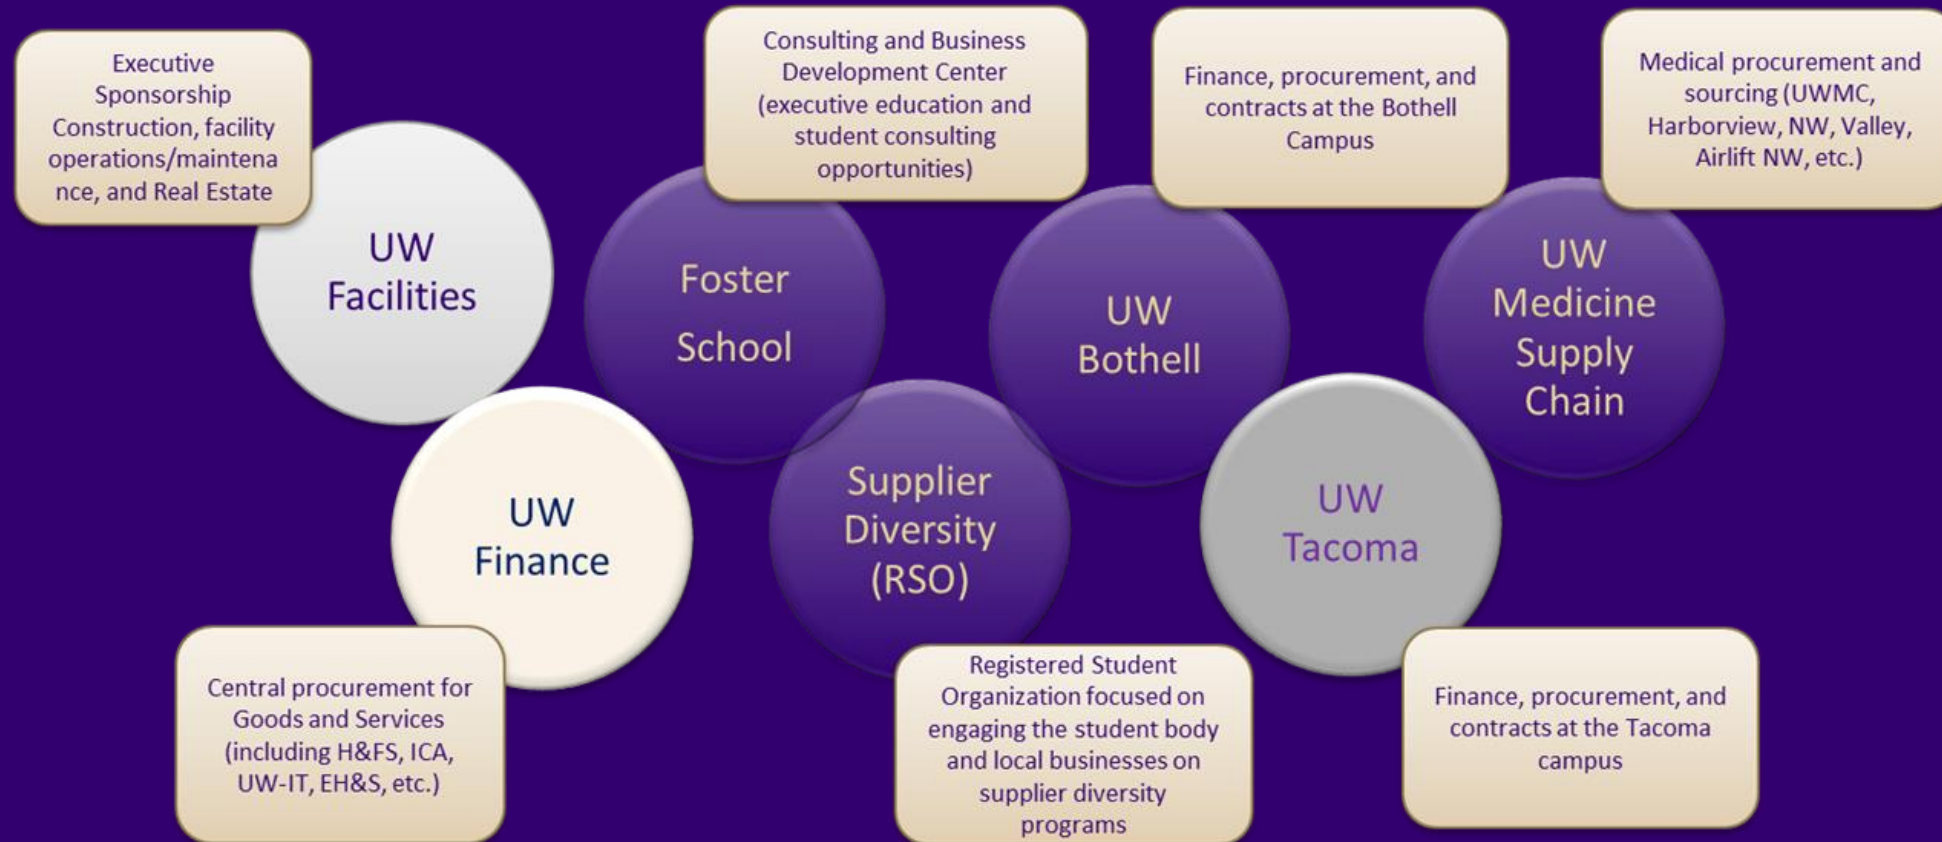 Executive
Sponsorship
Construction, facility
operations/maintena
nce, and Real Estate
UW
Facilities
Consulting and Business
Development Center
(executive education and
student consulting
opportunities)
Foster
School
Finance, procurement, and
contracts at the Bothell
Campus
UW
Bothell
Medical procurement and
sourcing (UWMC,
Harborview, NW, Valley,
Airlift NW, etc.)
UW
Medicine
Supply
Chain
UW
Finance
Central procurement for
Goods and Services
(including H&FS, ICA,
UW-IT, EH&S, etc.)
Supplier
Diversity
(RSO)
Registered Student
Organization focused on
engaging the student body
and local businesses on
supplier diversity
programs
UW
Tacoma
Finance, procurement, and
contracts at the Tacoma
campus